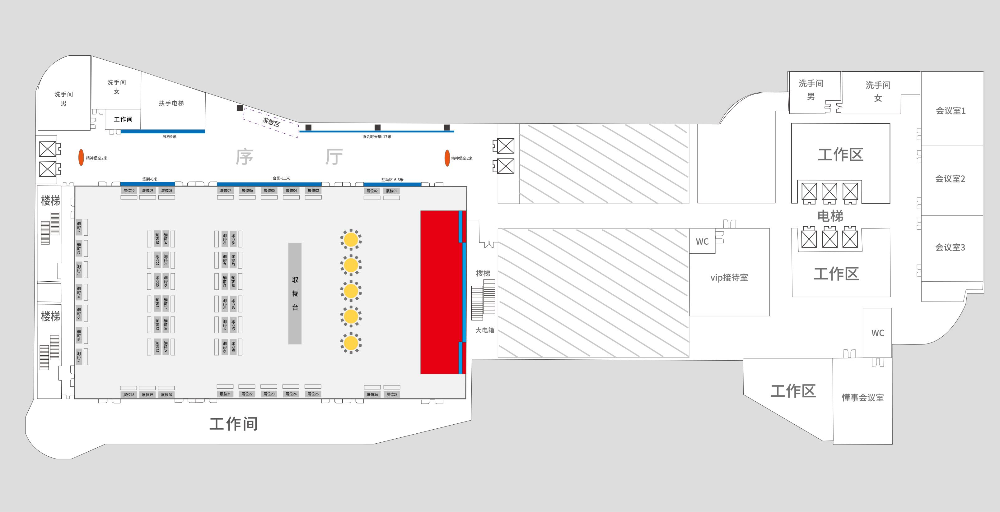 洗手间
男
洗手间
女
扶手电梯
工作间
展板9米
茶歇区
协会时光墙-17米
精神堡垒2米
序 厅
精神堡垒2米
签到-6米
合影-11米
互动区-6.3米
展位10
展位09
展位08
展位07
展位06
展位05
展位04
展位03
展位02
展位01
楼梯
楼梯
展位11
展位12
展位13
展位14
展位15
展位16
展位17
展位28
展位34
展位29
展位35
展位30
展位36
展位31
展位37
展位32
展位38
展位33
展位39
展位40
展位46
展位41
展位47
展位42
展位48
展位43
展位49
展位44
展位50
展位45
展位51
取
餐
台
展位18
展位19
展位20
展位21
展位22
展位23
展位24
展位25
展位26
展位27
工作间
楼梯
大电箱
WC
vip接待室
洗手间
男
洗手间
女
工作区
电梯
工作区
会议室1
会议室2
会议室3
WC
工作区
懂事会议室